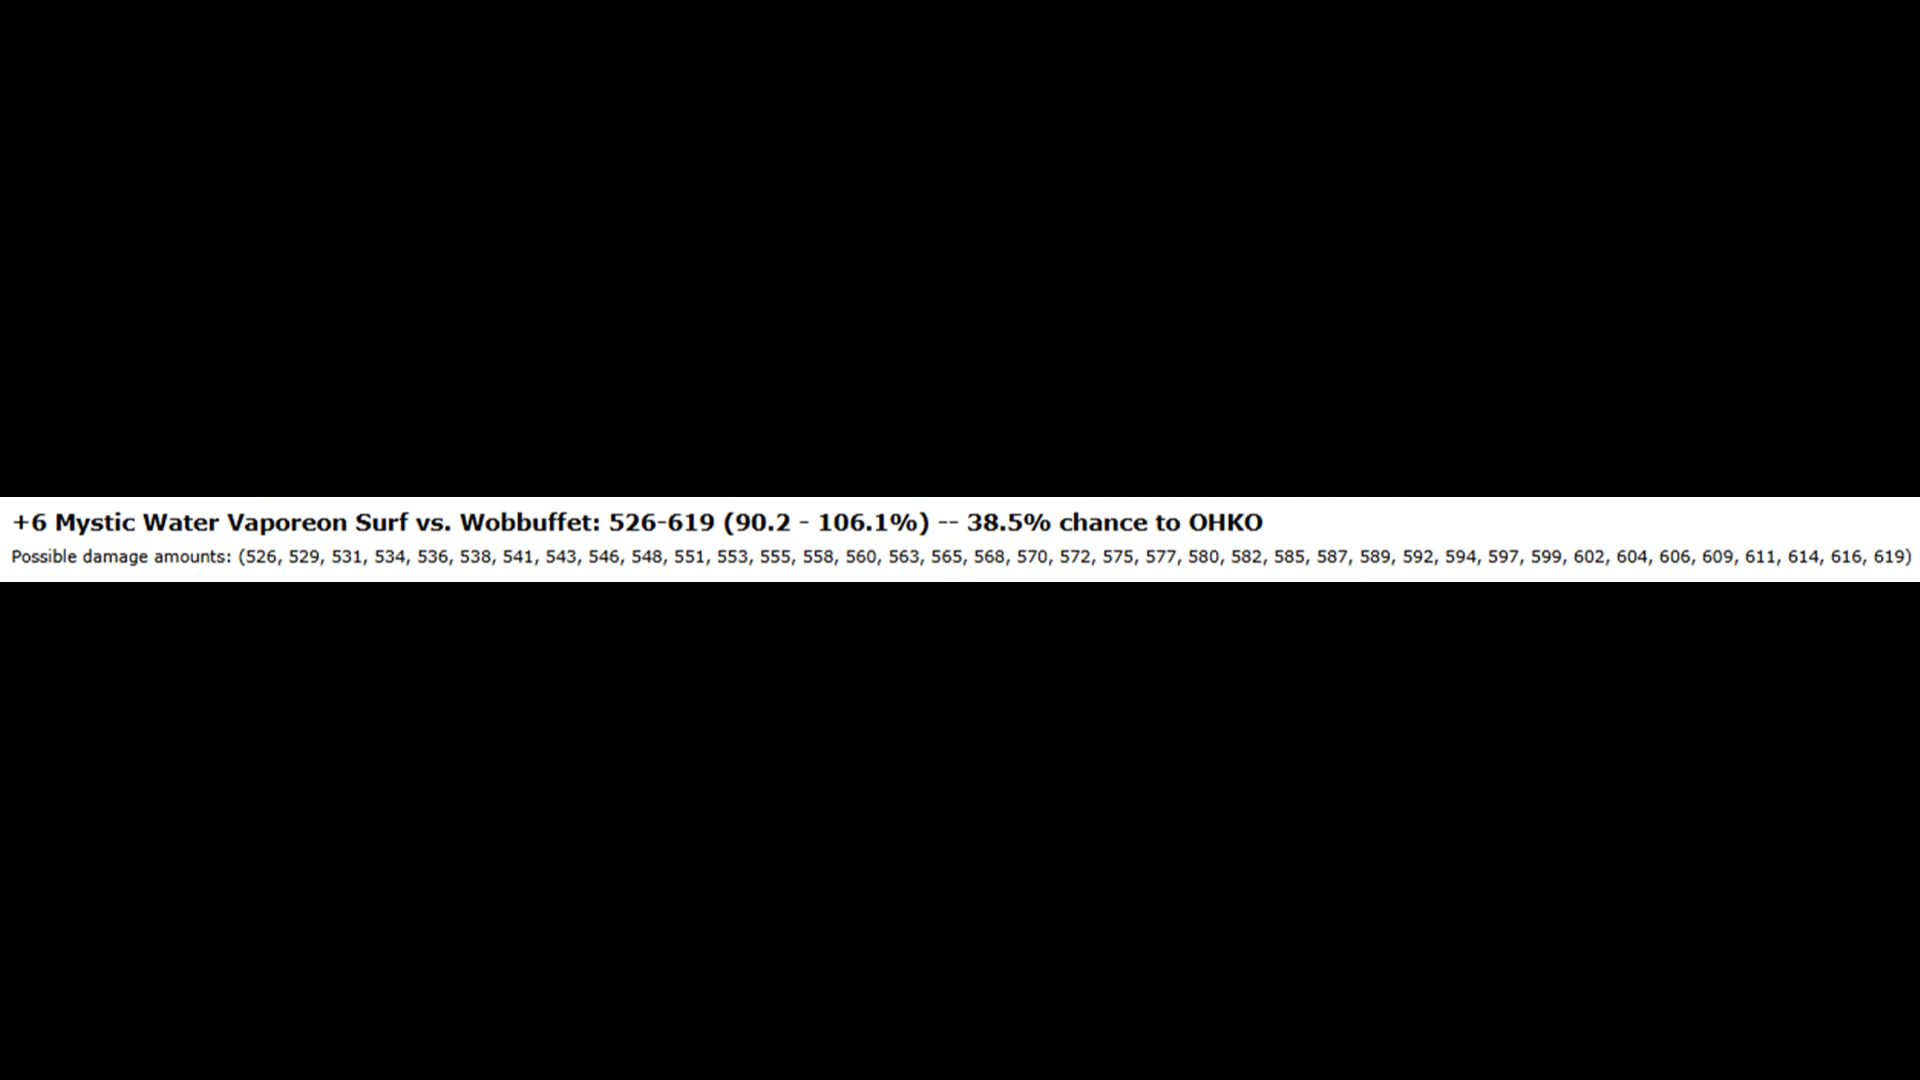 +6 Mystic Water Vaporeon Surf vs. Wobbuffet: 526-619 (90.2 - 106.1%) -- 38.5% chance to OHKO
Possible damage amounts: (526, 529, 531, 534, 536, 538, 541, 543, 546, 548, 551, 553, 555, 558, 560, 563, 565, 568, 570, 572, 575, 577, 580, 582, 585, 587, 589, 592, 594, 597, 599, 602, 604, 606, 609, 611, 614, 616, 619)